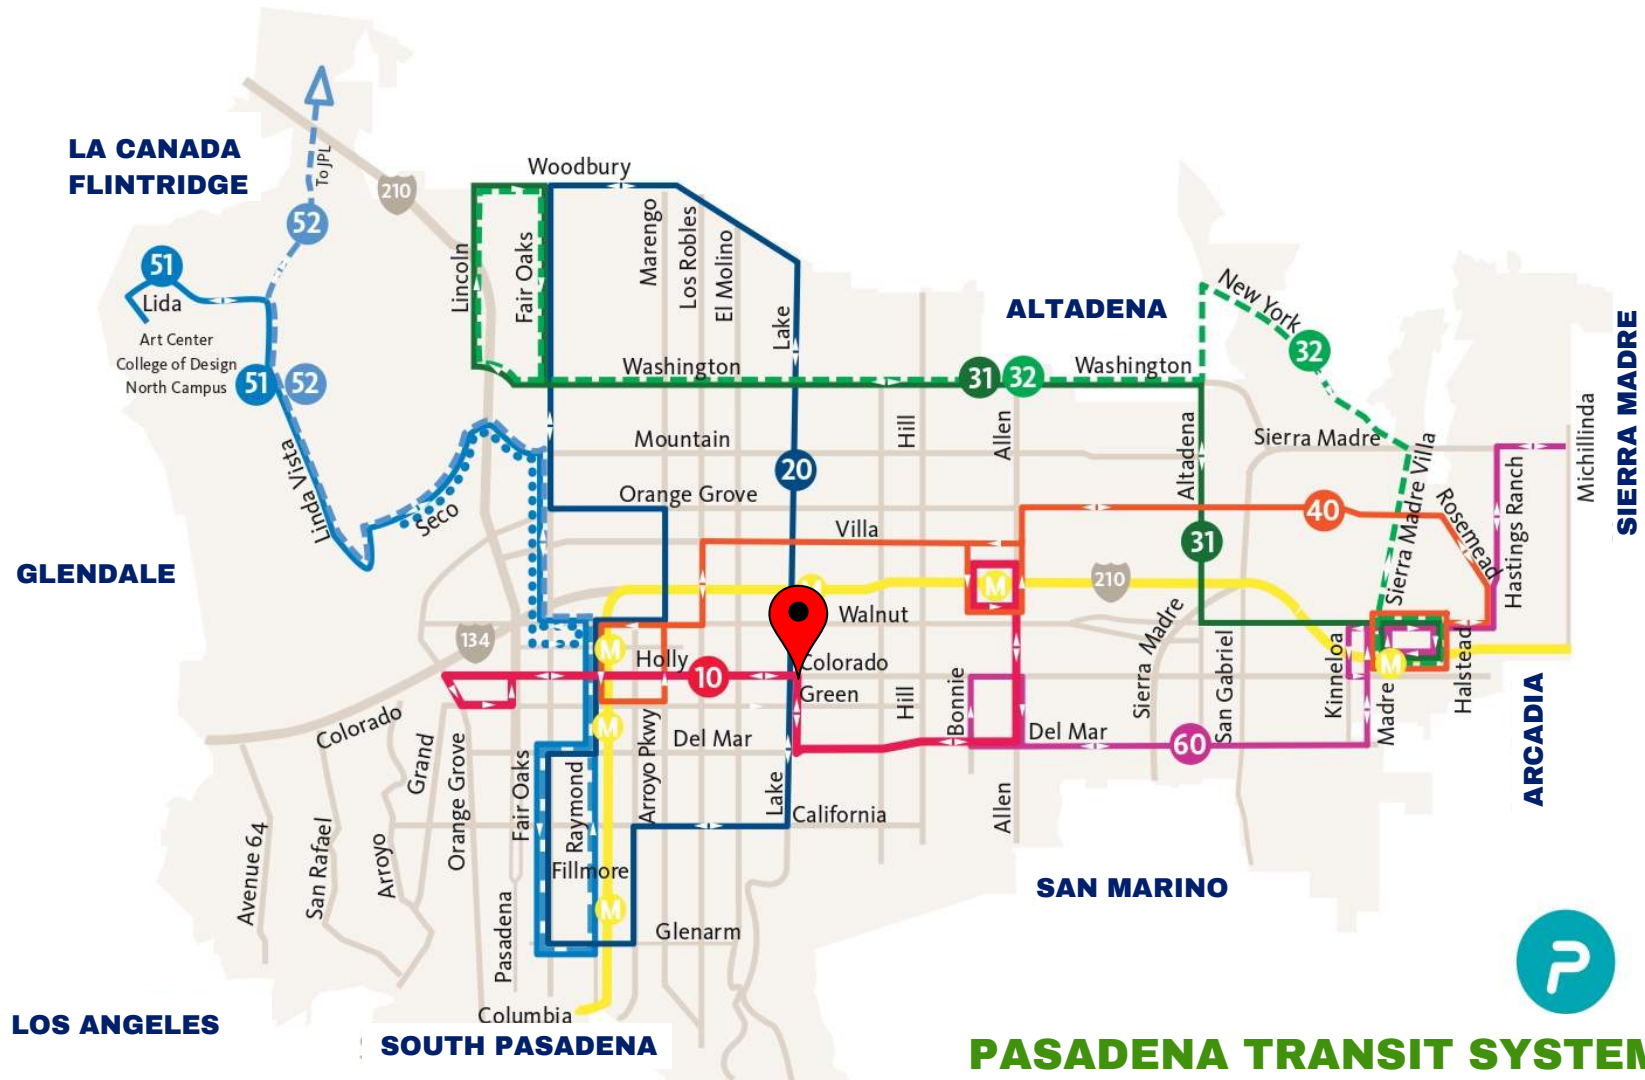 LA CANADA
FLINTRIDGE
To JPL
210
52
51
Lida
Art Center
College of Design
North Campus
51
52
Linda Vista
Seco
GLENDALE
Woodbury
Lincoln
Fair Oaks
Marengo
Los Robles
El Molino
Lake
Washington
Mountain
Orange Grove
Villa
20
ALTADENA
31
32
Washington
Hill
Allen
Altadena
New York
32
Sierra Madre
Sierra Madre Villa
40
31
Rosemead
Hastings Ranch
Michillinda
SIERRA MADRE
210
M
M
Walnut
134
M
Holly
10
Colorado
Green
Colorado
Grand
Orange Grove
Fair Oaks
Raymond
M
Arroyo Pkwy
Del Mar
Lake
California
Hill
Bonnie
Allen
Del Mar
60
Sierra Madre
San Gabriel
Kinneloa
Madre
M
Halstead
ARCADIA
Avenue 64
San Rafael
Arroyo
Pasadena
Fillmore
M
Glenarm
Columbia
SAN MARINO
LOS ANGELES
SOUTH PASADENA
P
PASADENA TRANSIT SYSTEM